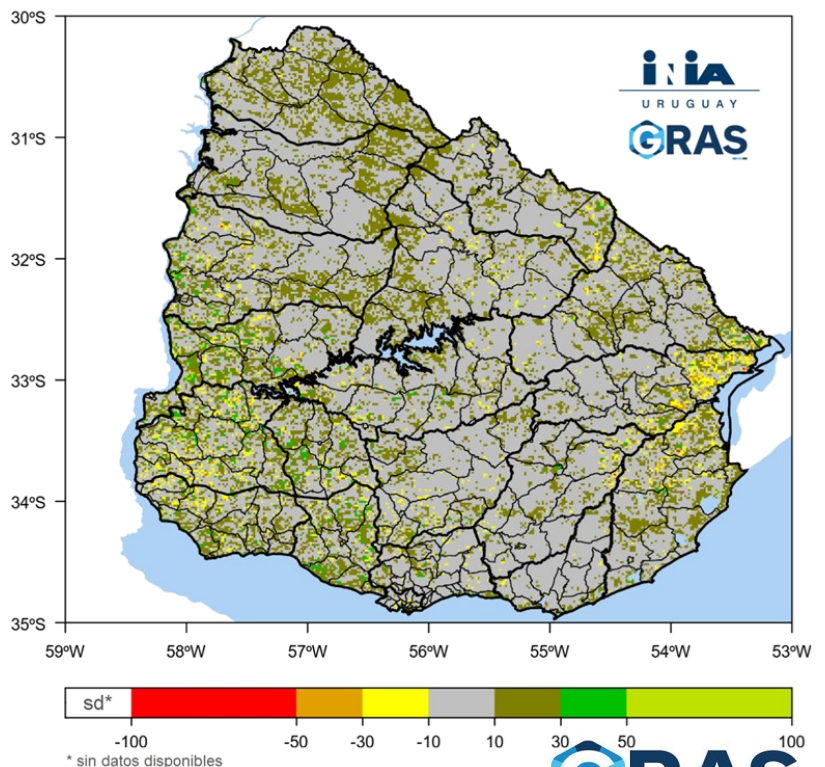 30ºS
31ºS
32ºS
33ºS
34ºS
35ºS
iNiA
URUGUAY
GRAS
59ºW 58ºW 57ºW 56ºW 55ºW 54ºW 53ºW
sd*
-100 -50 -30 -10 10 30 50 100
* sin datos disponibles
GRAS